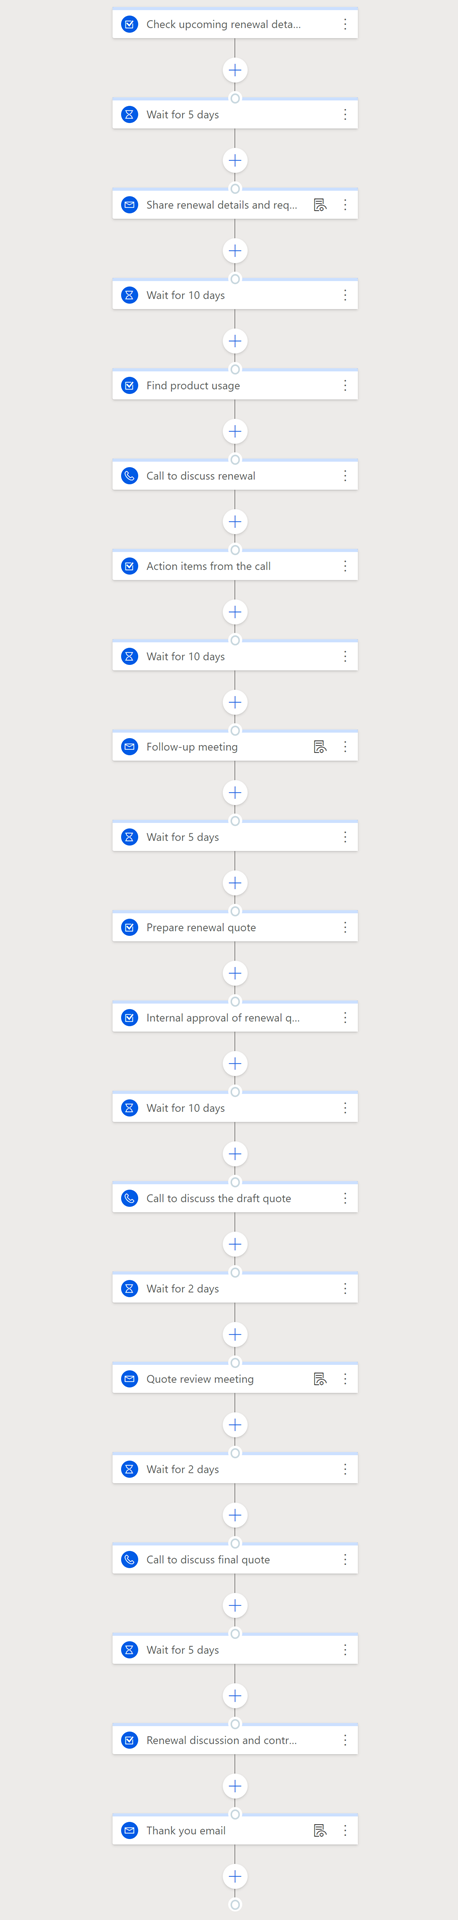 Check upcoming renewal deta...
Wait for 5 days
Share renewal details and req...
Wait for 10 days
Find product usage
Call to discuss renewal
Action items from the call
Wait for 10 days
Follow-up meeting
Wait for 5 days
Prepare renewal quote
Internal approval of renewal q...
Wait for 10 days
Call to discuss the draft quote
Wait for 2 days
Quote review meeting
Wait for 2 days
Call to discuss final quote
Wait for 5 days
Renewal discussion and contr...
Thank you email